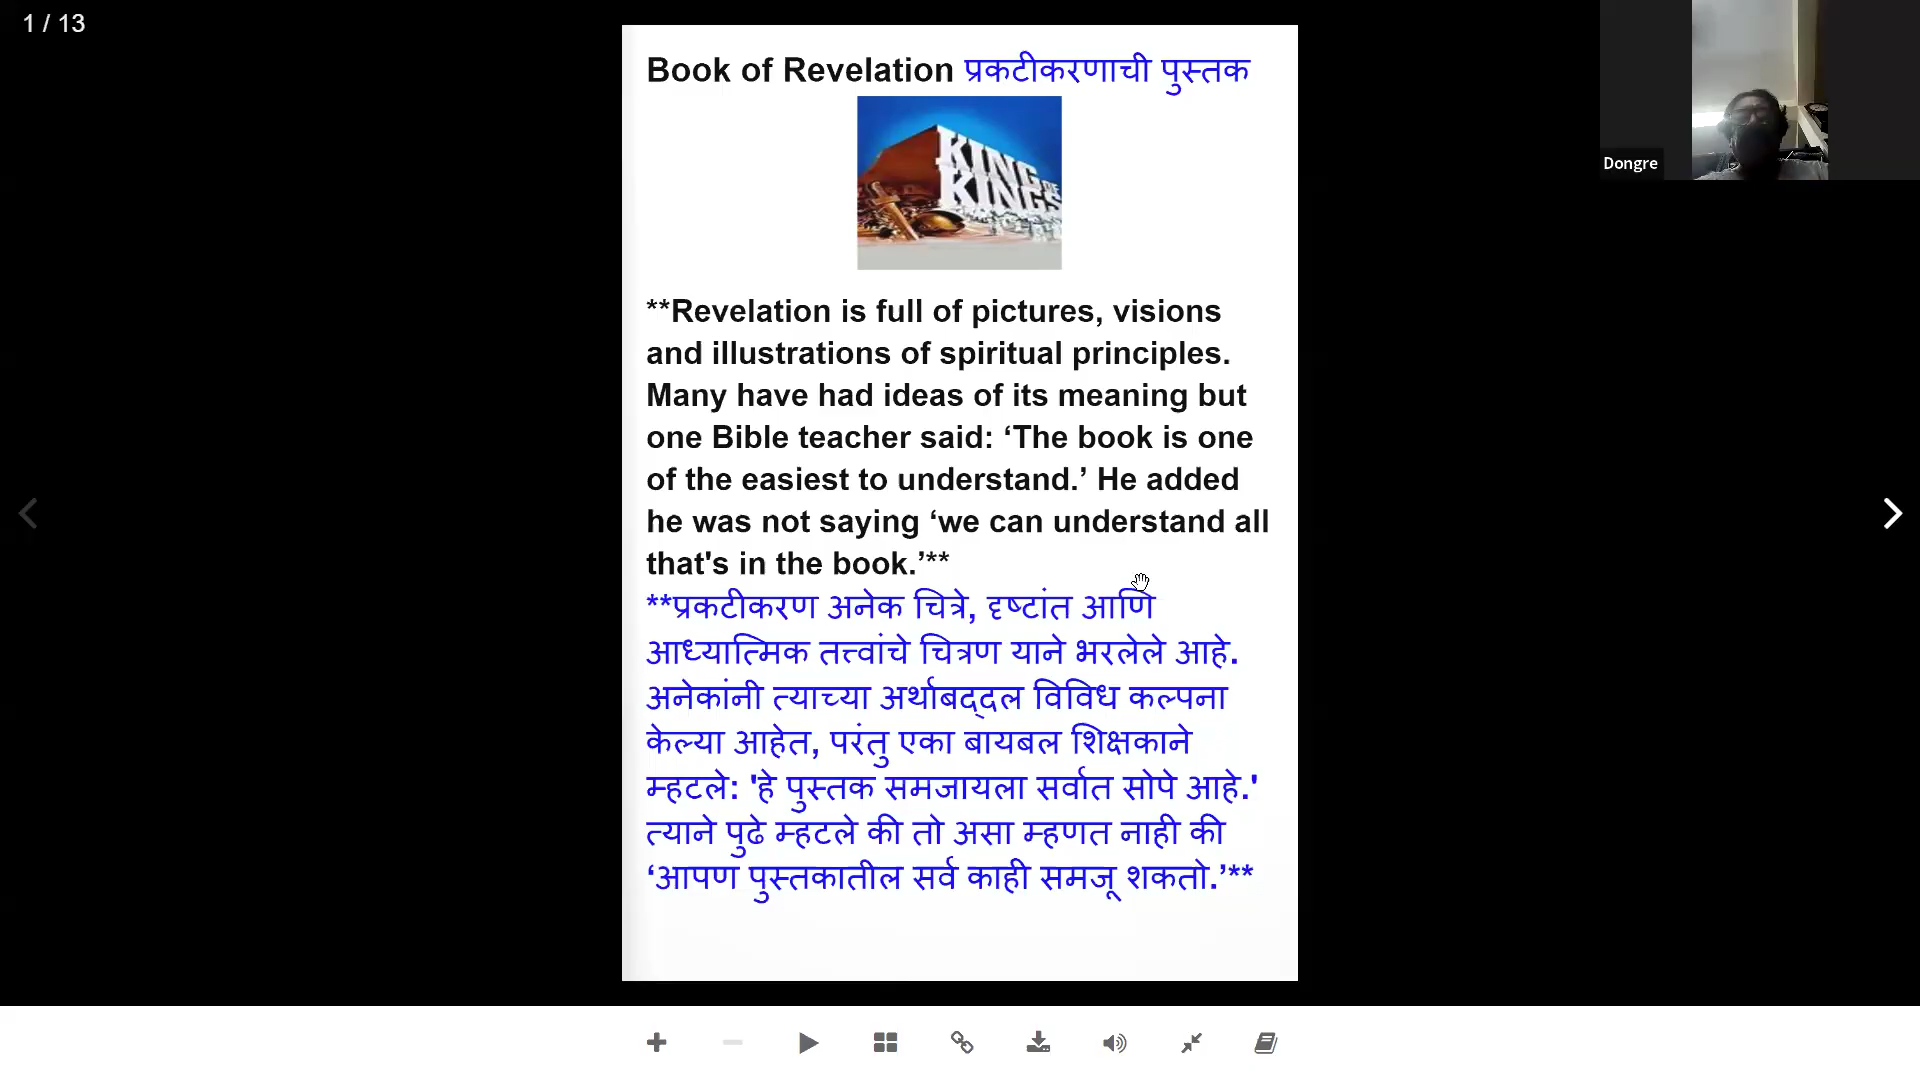 1 / 13
Book of Revelation प्रकटीकरणाची पुस्तक
KING OF
KINGS
**Revelation is full of pictures, visions
and illustrations of spiritual principles.
Many have had ideas of its meaning but
one Bible teacher said: ‘The book is one
of the easiest to understand.’ He added
he was not saying ‘we can understand all
that's in the book.’**
**प्रकटीकरण अनेक चित्रे, दृष्टांत आणि
आध्यात्मिक तत्त्वांचे चित्रण याने भरलेले आहे.
अनेकांनी त्याच्या अर्थाबद्दल विविध कल्पना
केल्या आहेत, परंतु एका बायबल शिक्षकाने
म्हटले: 'हे पुस्तक समजायला सर्वात सोपे आहे.'
त्याने पुढे म्हटले की तो असा म्हणत नाही की
‘आपण पुस्तकातील सर्व काही समजू शकतो.’**
Dongre